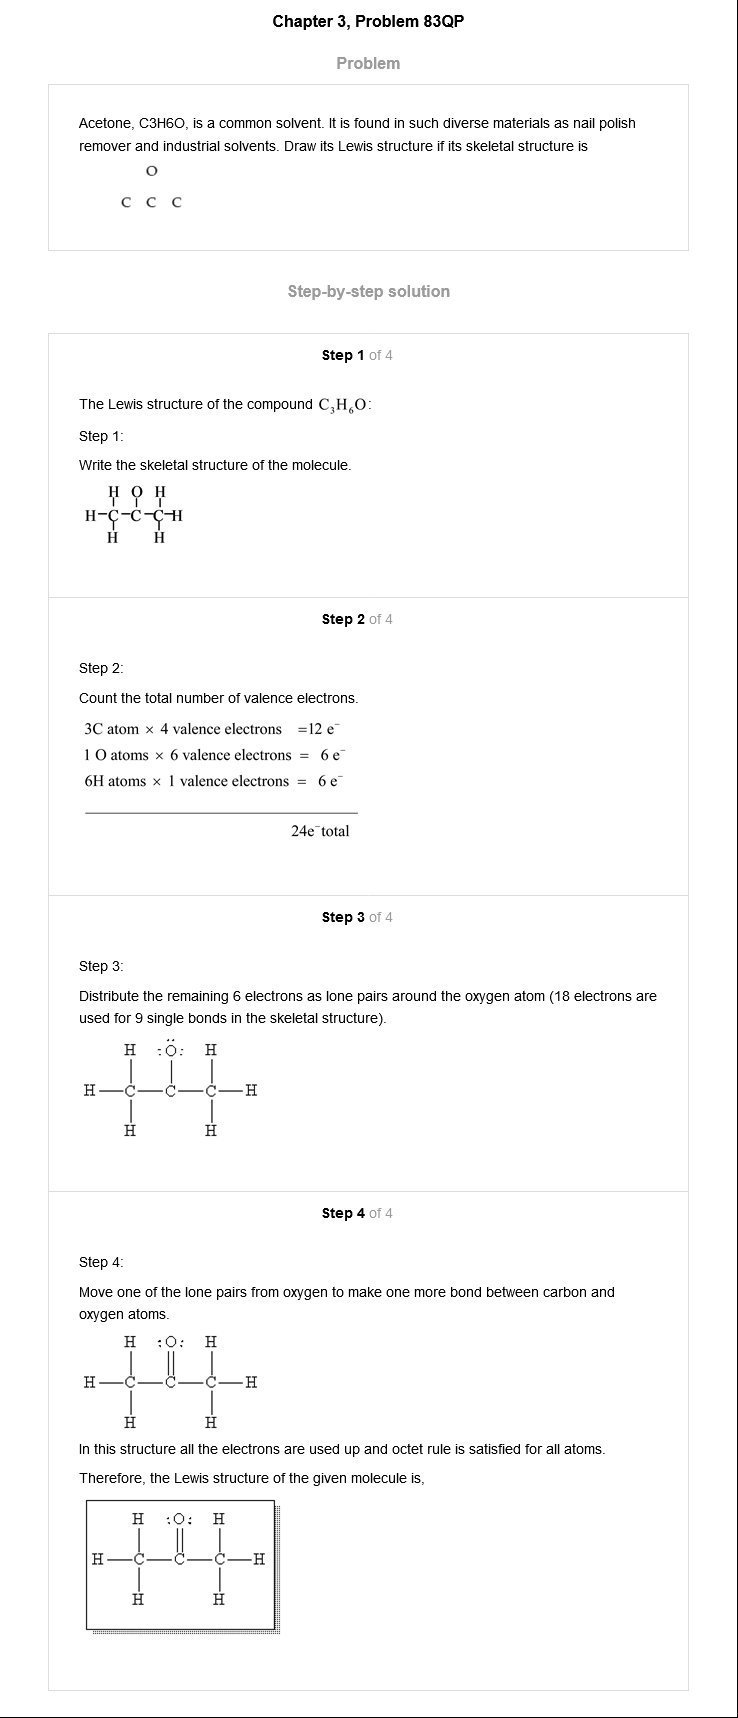 Chapter 3, Problem 83QP
Problem
Acetone, C3H6O, is a common solvent. It is found in such diverse materials as nail polish
remover and industrial solvents. Draw its Lewis structure if its skeletal structure is
O
C C C
Step-by-step solution
Step 1 of 4
The Lewis structure of the compound C₃H₆O:
Step 1:
Write the skeletal structure of the molecule.
H O H
H-C-C-C-H
H H
Step 2 of 4
Step 2:
Count the total number of valence electrons.
3C atom × 4 valence electrons =12 e⁻
1 O atoms × 6 valence electrons = 6 e⁻
6H atoms × 1 valence electrons = 6 e⁻
24e⁻total
Step 3 of 4
Step 3:
Distribute the remaining 6 electrons as lone pairs around the oxygen atom (18 electrons are
used for 9 single bonds in the skeletal structure).
H :Ö: H
H—C—C—C—H
H H
Step 4 of 4
Step 4:
Move one of the lone pairs from oxygen to make one more bond between carbon and
oxygen atoms.
H :O: H
H—C—C—C—H
H H
In this structure all the electrons are used up and octet rule is satisfied for all atoms.
Therefore, the Lewis structure of the given molecule is,
H :O: H
H—C—C—C—H
H H